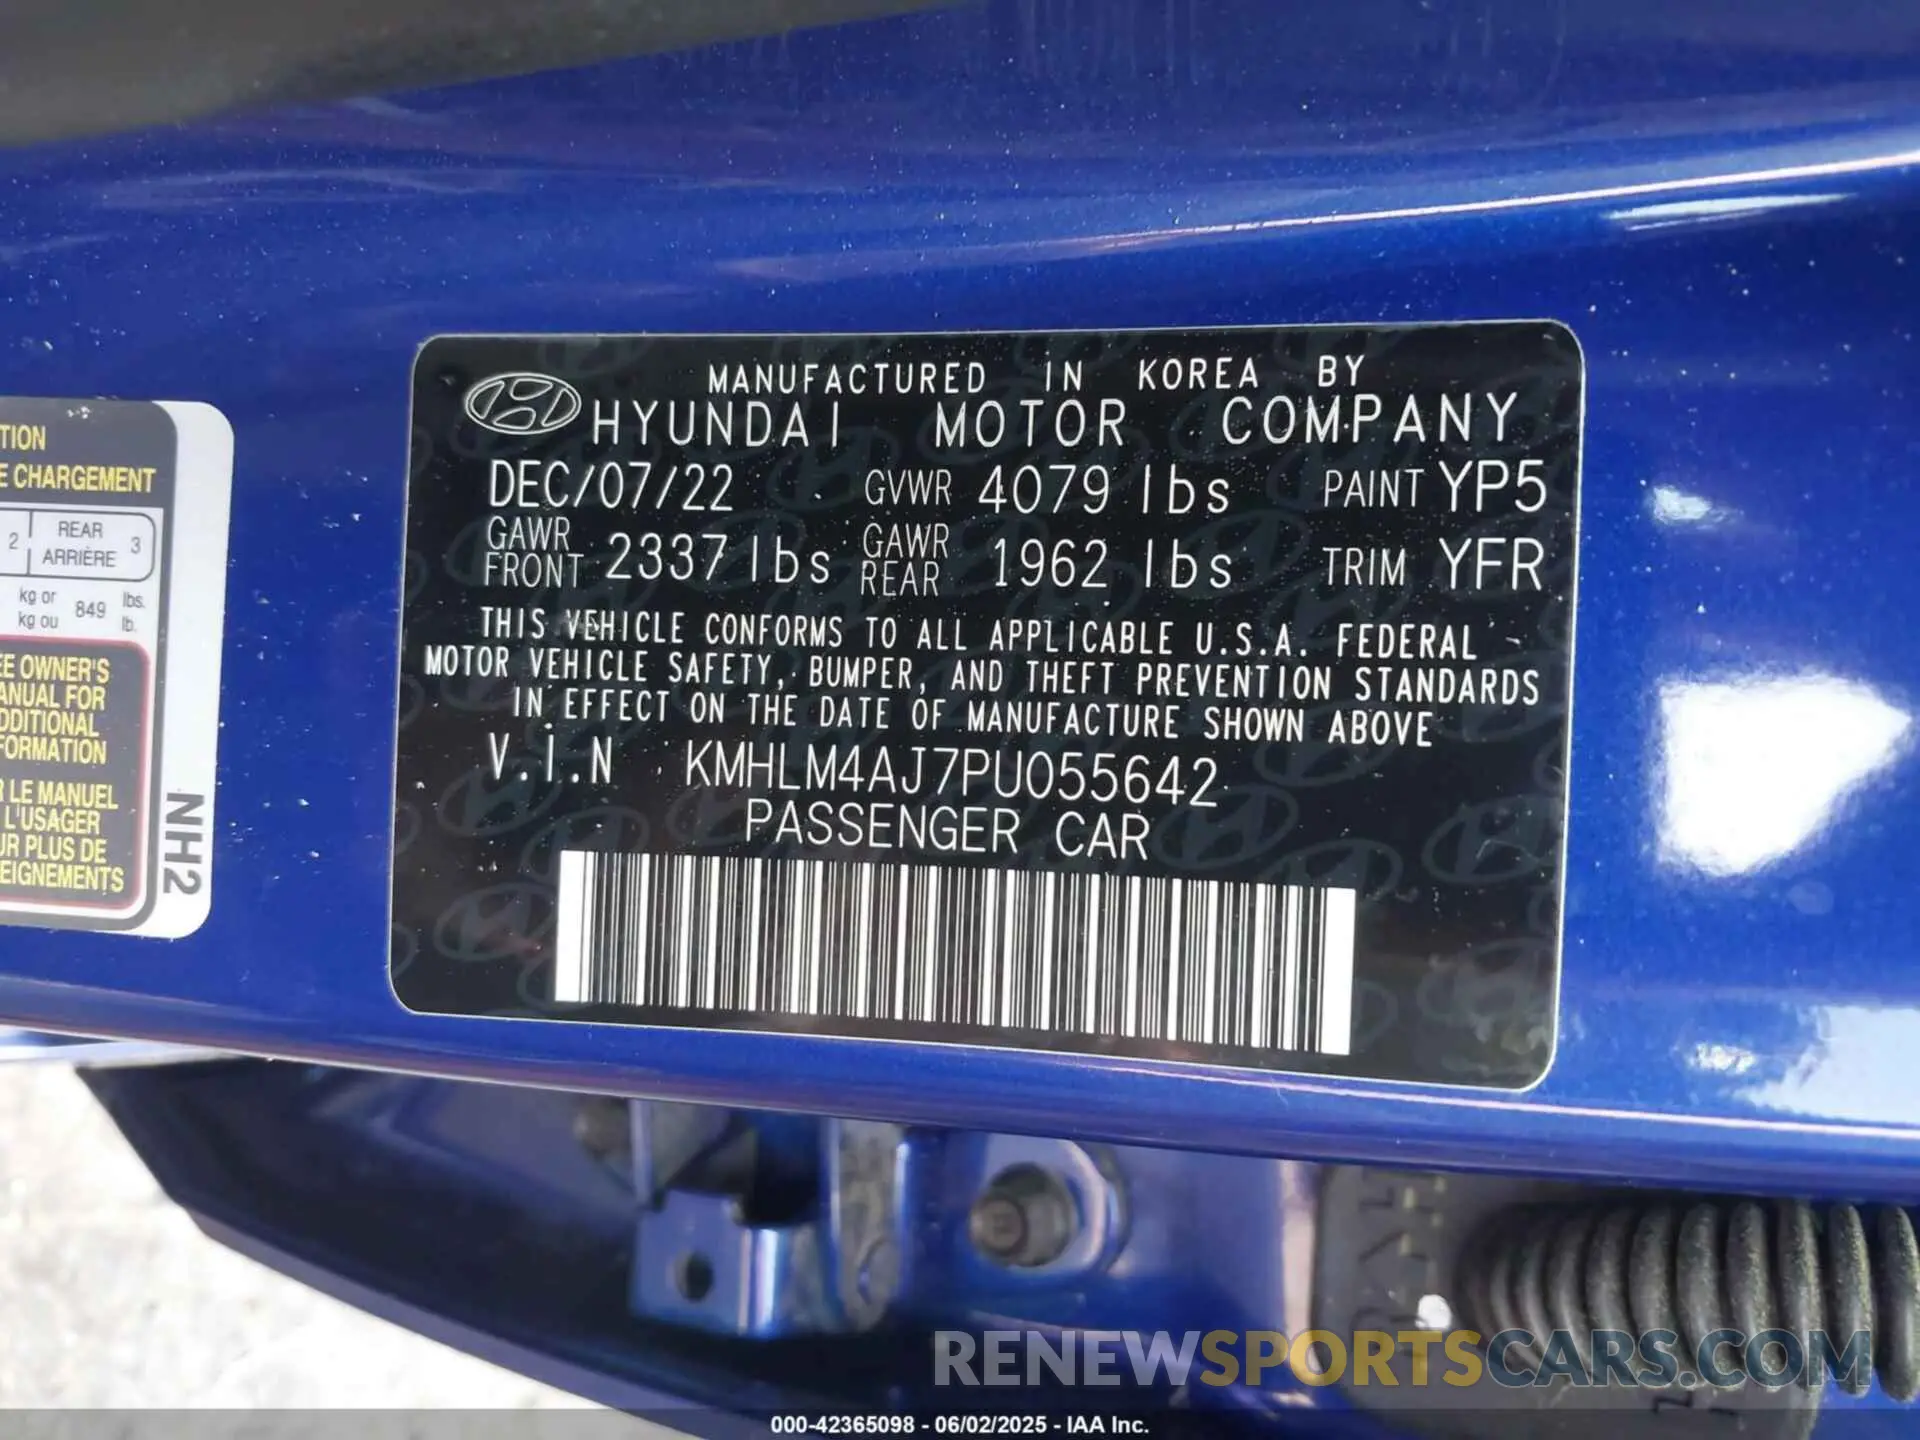 MANUFACTURED IN KOREA BY
HYUNDAI MOTOR COMPANY
DEC/07/22 GVWR 4079 lbs PAINT YP5
GAWR FRONT 2337 lbs GAWR REAR 1962 lbs TRIM YFR
THIS VEHICLE CONFORMS TO ALL APPLICABLE U.S.A. FEDERAL
MOTOR VEHICLE SAFETY, BUMPER, AND THEFT PREVENTION STANDARDS
IN EFFECT ON THE DATE OF MANUFACTURE SHOWN ABOVE
V.I.N KMHLM4AJ7PU055642
PASSENGER CAR
TION
E CHARGEMENT
2 REAR ARRIÈRE 3
kg or kg ou 849 lbs. lb.
EE OWNER'S
ANUAL FOR
DDITIONAL
FORMATION
R LE MANUEL
L'USAGER
UR PLUS DE
EIGNEMENTS
NH2
RENEWSPORTSCARS.COM
000-42365098 - 06/02/2025 - IAA Inc.